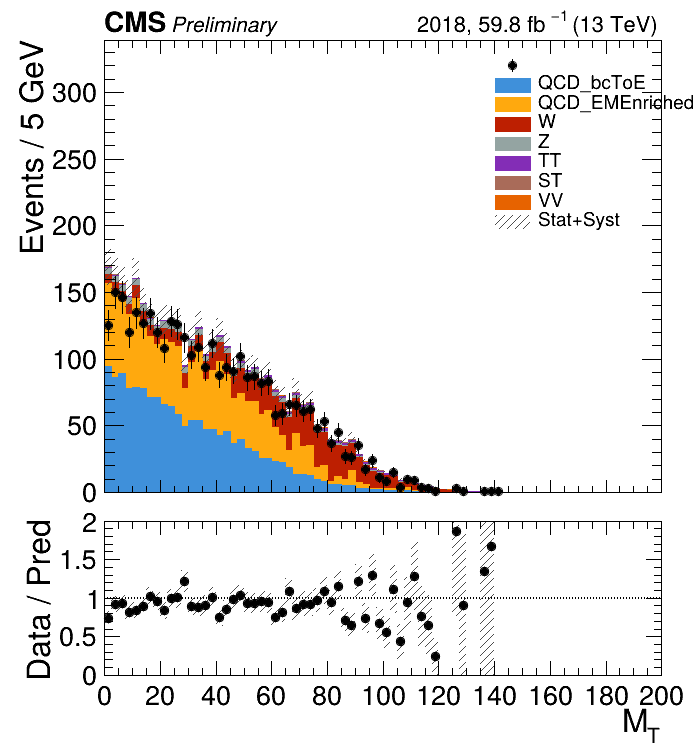 CMS Preliminary 2018, 59.8 fb⁻¹ (13 TeV)
Events / 5 GeV
300
250
200
150
100
50
0
QCD_bcToE
QCD_EMEnriched
W
Z
TT
ST
VV
Stat+Syst
Data / Pred
2
1.5
1
0.5
0
0 20 40 60 80 100 120 140 160 180 200
M_T